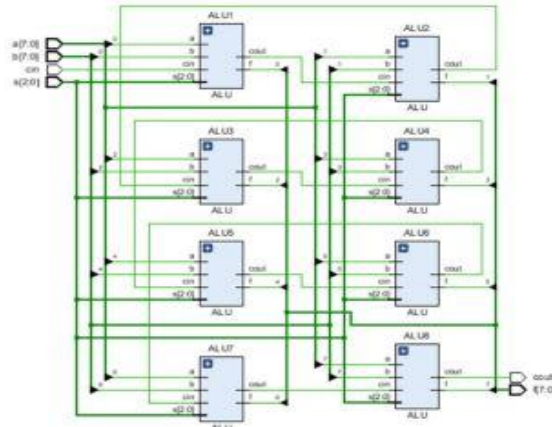 ALU1
a[7:0]
b[7:0]
cin
s[2:0]
a
b
cin
s[2:0]
cout
f
ALU
ALU2
a
b
cin
s[2:0]
cout
f
ALU
ALU3
a
b
cin
s[2:0]
cout
f
ALU
ALU4
a
b
cin
s[2:0]
cout
f
ALU
ALU5
a
b
cin
s[2:0]
cout
f
ALU
ALU6
a
b
cin
s[2:0]
cout
f
ALU
ALU7
a
b
cin
s[2:0]
cout
f
ALU
ALU8
a
b
cin
s[2:0]
cout
f
ALU
cout